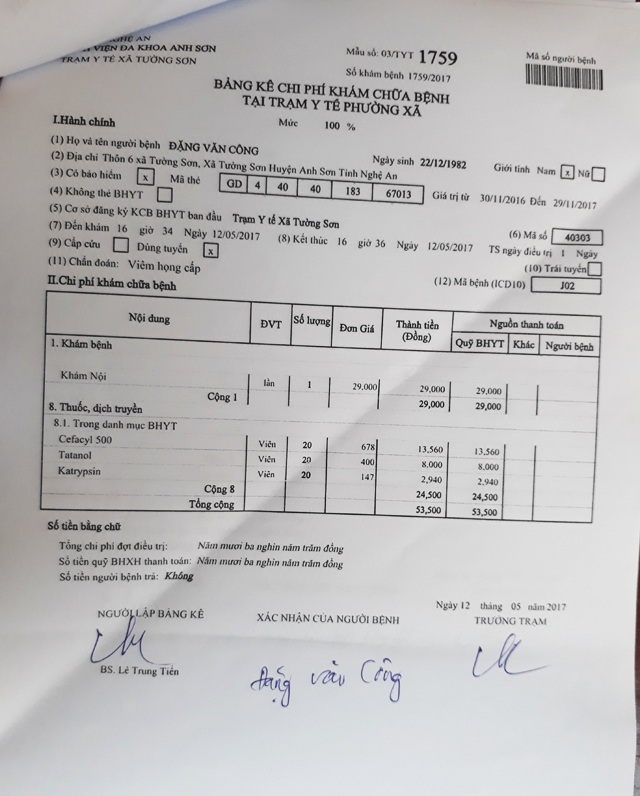 NGHỆ AN
VIỆN ĐA KHOA ANH SƠN
TRẠM Y TẾ XÃ TƯỜNG SƠN
Mẫu số: 03/TYT 1759
Số khám bệnh 1759/2017
Mã số người bệnh
BẢNG KÊ CHI PHÍ KHÁM CHỮA BỆNH
TẠI TRẠM Y TẾ PHƯỜNG XÃ
Mức 100 %
I.Hành chính
(1) Họ và tên người bệnh ĐẶNG VĂN CÔNG Ngày sinh 22/12/1982 Giới tính Nam x Nữ
(2) Địa chỉ Thôn 6 xã Tường Sơn, Xã Tường Sơn Huyện Anh Sơn Tỉnh Nghệ An
(3) Có bảo hiểm x Mã thẻ GD 4 40 40 183 67013 Giá trị từ 30/11/2016 Đến 29/11/2017
(4) Không thẻ BHYT
(5) Cơ sở đăng ký KCB BHYT ban đầu Trạm Y tế Xã Tường Sơn (6) Mã số 40303
(7) Đến khám 16 giờ 34 Ngày 12/05/2017 (8) Kết thúc 16 giờ 36 Ngày 12/05/2017 TS ngày điều trị 1 Ngày
(9) Cấp cứu Đúng tuyến x (10) Trái tuyến
(11) Chẩn đoán: Viêm họng cấp (12) Mã bệnh (ICD10) J02
II.Chi phí khám chữa bệnh
Nội dung ĐVT Số lượng Đơn Giá Thành tiền (Đồng) Nguồn thanh toán
Quỹ BHYT Khác Người bệnh
1. Khám bệnh
Khám Nội lần 1 29,000 29,000 29,000
Cộng 1 29,000 29,000
8. Thuốc, dịch truyền
8.1. Trong danh mục BHYT
Cefacyl 500 Viên 20 678 13,560 13,560
Tatanol Viên 20 400 8,000 8,000
Katrypsin Viên 20 147 2,940 2,940
Cộng 8 24,500 24,500
Tổng cộng 53,500 53,500
Số tiền bằng chữ
Tổng chi phí đợt điều trị: Năm mươi ba nghìn năm trăm đồng
Số tiền quỹ BHXH thanh toán: Năm mươi ba nghìn năm trăm đồng
Số tiền người bệnh trả: Không
Ngày 12 tháng 05 năm 2017
NGƯỜI LẬP BẢNG KÊ XÁC NHẬN CỦA NGƯỜI BỆNH TRƯỞNG TRẠM
BS. Lê Trung Tiến
Đặng văn Công